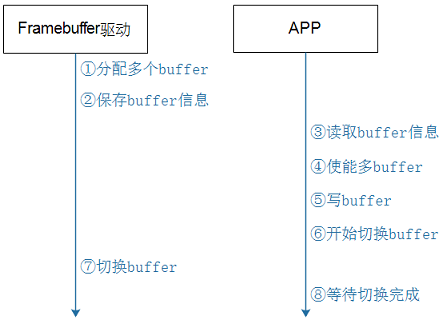 Framebuffer驱动
APP
①分配多个buffer
②保存buffer信息
③读取buffer信息
④使能多buffer
⑤写buffer
⑥开始切换buffer
⑦切换buffer
⑧等待切换完成